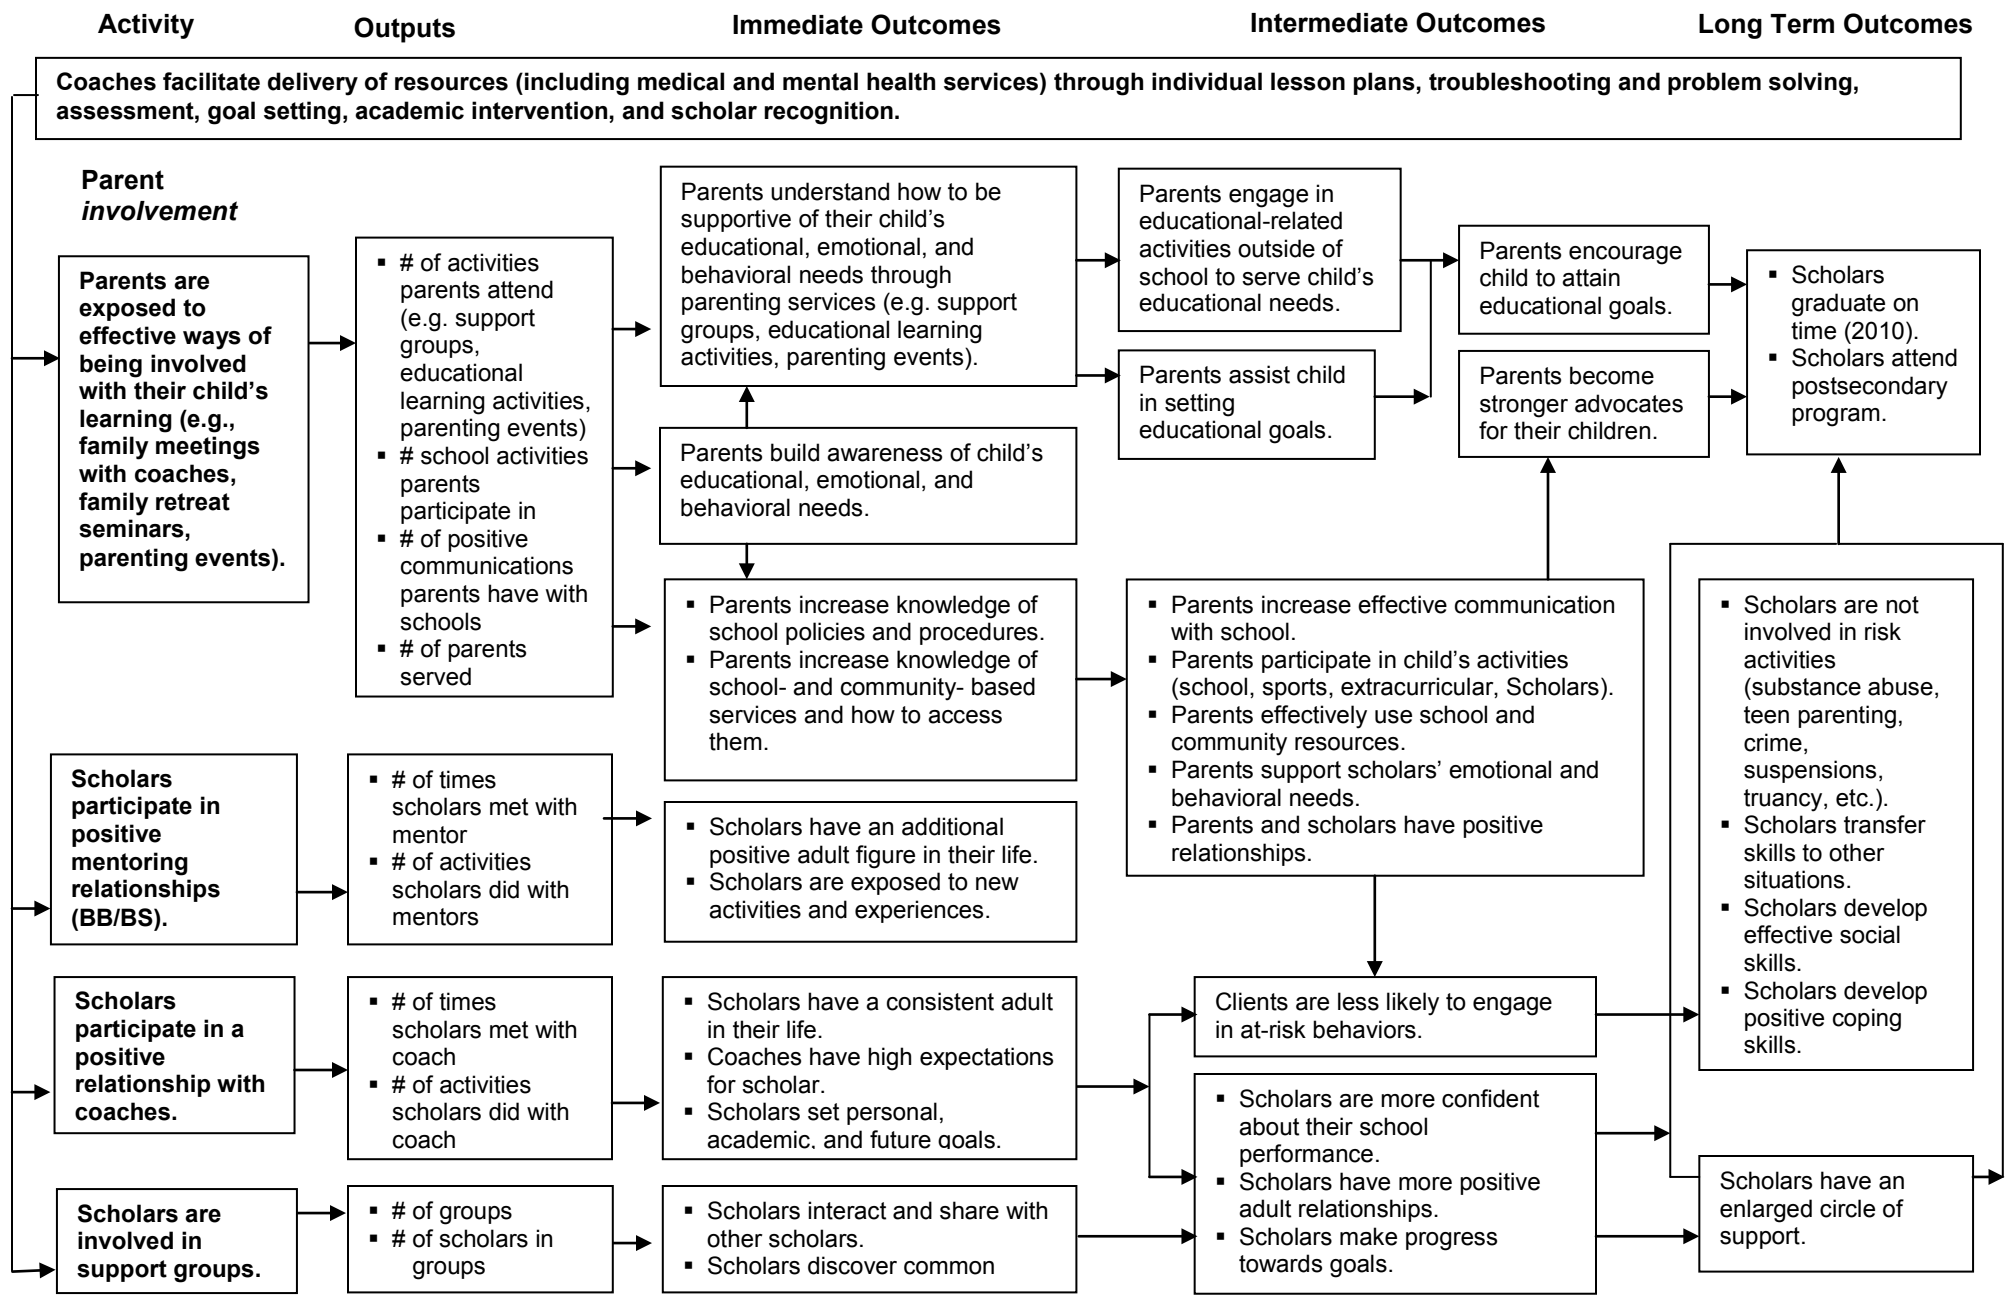 Activity
Outputs
Immediate Outcomes
Intermediate Outcomes
Long Term Outcomes
Coaches facilitate delivery of resources (including medical and mental health services) through individual lesson plans, troubleshooting and problem solving,
assessment, goal setting, academic intervention, and scholar recognition.
Parent
involvement
Parents are
exposed to
effective ways of
being involved
with their child's
learning (e.g.,
family meetings
with coaches,
family retreat
seminars,
parenting events).
▪ # of activities
parents attend
(e.g. support
groups,
educational
learning activities,
parenting events)
▪ # school activities
parents
participate in
▪ # of positive
communications
parents have with
schools
▪ # of parents
served
Parents understand how to be
supportive of their child's
educational, emotional, and
behavioral needs through
parenting services (e.g. support
groups, educational learning
activities, parenting events).
Parents build awareness of child's
educational, emotional, and
behavioral needs.
▪ Parents increase knowledge of
school policies and procedures.
▪ Parents increase knowledge of
school- and community- based
services and how to access
them.
Parents engage in
educational-related
activities outside of
school to serve child's
educational needs.
Parents assist child
in setting
educational goals.
Parents encourage
child to attain
educational goals.
Parents become
stronger advocates
for their children.
▪ Scholars
graduate on
time (2010).
▪ Scholars attend
postsecondary
program.
▪ Parents increase effective communication
with school.
▪ Parents participate in child's activities
(school, sports, extracurricular, Scholars).
▪ Parents effectively use school and
community resources.
▪ Parents support scholars' emotional and
behavioral needs.
▪ Parents and scholars have positive
relationships.
▪ Scholars are not
involved in risk
activities
(substance abuse,
teen parenting,
crime,
suspensions,
truancy, etc.).
▪ Scholars transfer
skills to other
situations.
▪ Scholars develop
effective social
skills.
▪ Scholars develop
positive coping
skills.
Scholars
participate in
positive
mentoring
relationships
(BB/BS).
▪ # of times
scholars met with
mentor
▪ # of activities
scholars did with
mentors
▪ Scholars have an additional
positive adult figure in their life.
▪ Scholars are exposed to new
activities and experiences.
Scholars
participate in a
positive
relationship with
coaches.
▪ # of times
scholars met with
coach
▪ # of activities
scholars did with
coach
▪ Scholars have a consistent adult
in their life.
▪ Coaches have high expectations
for scholar.
▪ Scholars set personal,
academic, and future goals.
Clients are less likely to engage
in at-risk behaviors.
▪ Scholars are more confident
about their school
performance.
▪ Scholars have more positive
adult relationships.
▪ Scholars make progress
towards goals.
Scholars have an
enlarged circle of
support.
Scholars are
involved in
support groups.
▪ # of groups
▪ # of scholars in
groups
▪ Scholars interact and share with
other scholars.
▪ Scholars discover common